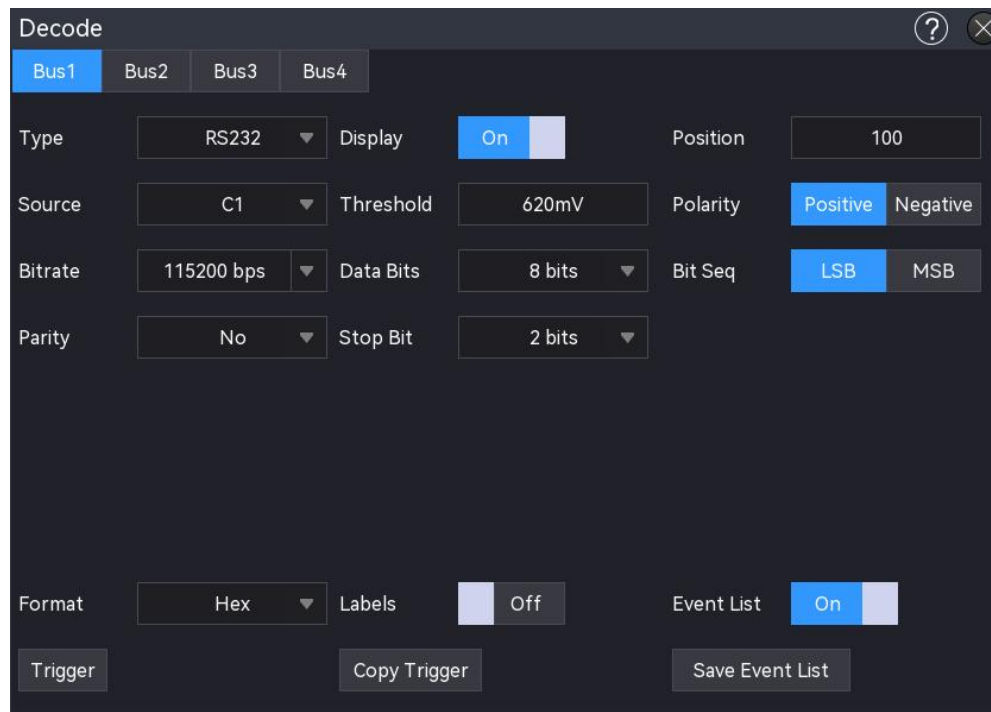 Decode ?
Bus1 Bus2 Bus3 Bus4
Type RS232 Display On Position 100
Source C1 Threshold 620mV Polarity Positive Negative
Bitrate 115200 bps Data Bits 8 bits Bit Seq LSB MSB
Parity No Stop Bit 2 bits
Format Hex Labels Off Event List On
Trigger Copy Trigger Save Event List